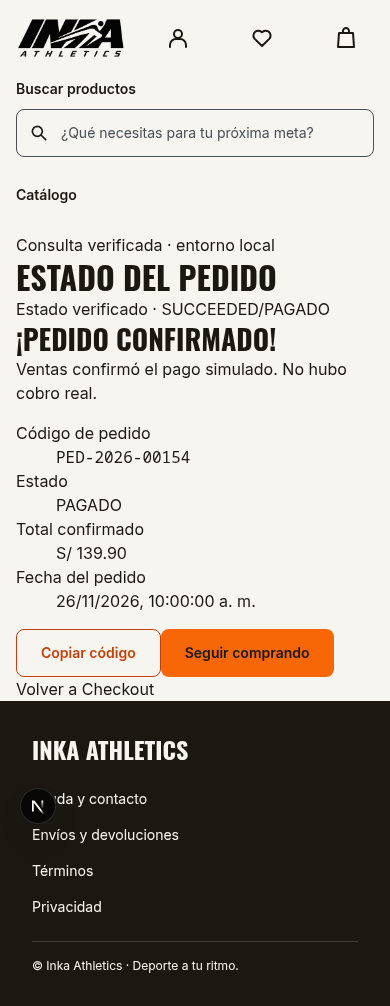 INKA
ATHLETICS
Buscar productos
¿Qué necesitas para tu próxima meta?
Catálogo
Consulta verificada · entorno local
ESTADO DEL PEDIDO
Estado verificado · SUCCEEDED/PAGADO
¡PEDIDO CONFIRMADO!
Ventas confirmó el pago simulado. No hubo
cobro real.
Código de pedido
PED-2026-00154
Estado
PAGADO
Total confirmado
S/ 139.90
Fecha del pedido
26/11/2026, 10:00:00 a. m.
Copiar código
Seguir comprando
Volver a Checkout
INKA ATHLETICS
da y contacto
Envíos y devoluciones
Términos
Privacidad
© Inka Athletics · Deporte a tu ritmo.